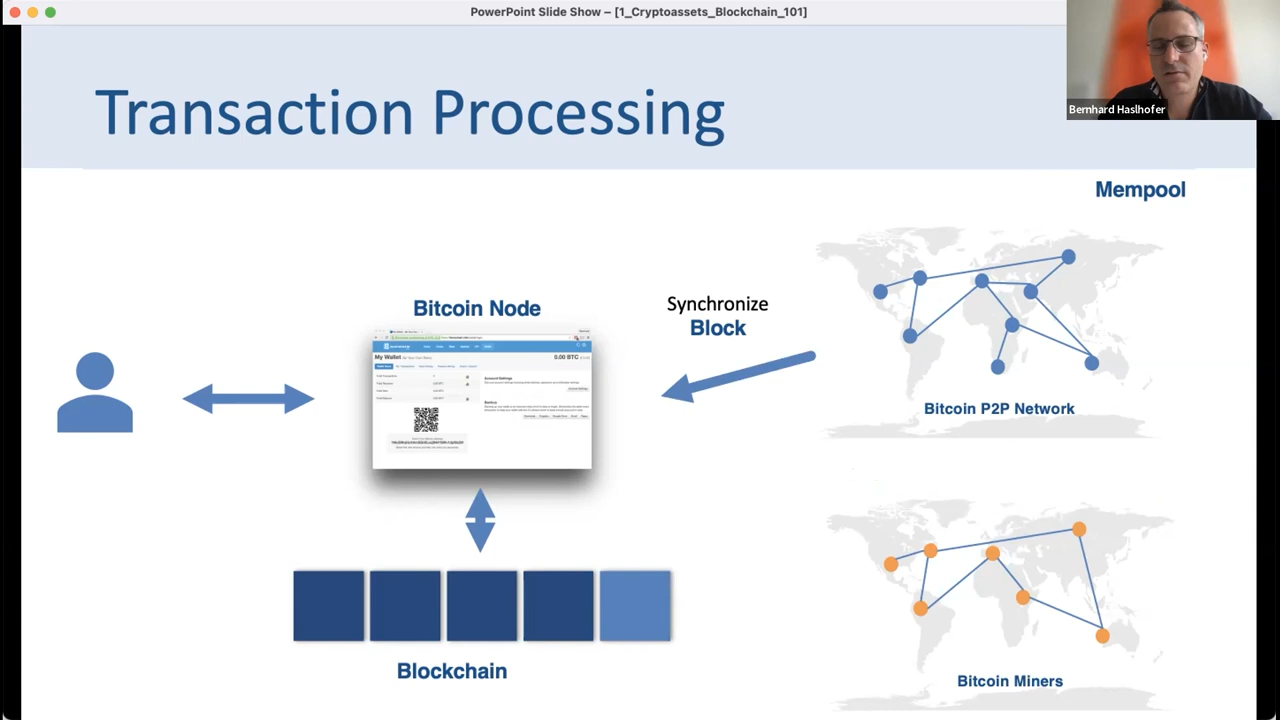 PowerPoint Slide Show – [1_Cryptoassets_Blockchain_101]
Bernhard Haslhofer
Transaction Processing
Mempool
Bitcoin Node
Synchronize
Block
My Wallet
0.00 BTC
Bitcoin P2P Network
Blockchain
Bitcoin Miners